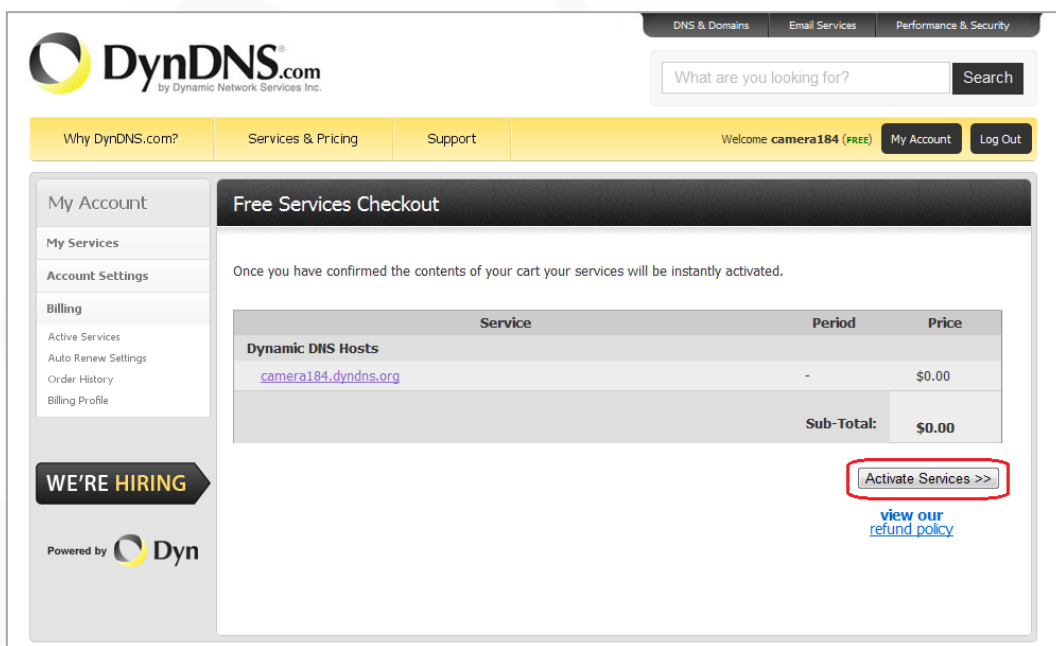 DNS & Domains Email Services Performance & Security
DynDNS®.com
by Dynamic Network Services Inc.
What are you looking for? Search
Why DynDNS.com? Services & Pricing Support Welcome camera184 (FREE) My Account Log Out
My Account
My Services
Account Settings
Billing
Active Services
Auto Renew Settings
Order History
Billing Profile
WE'RE HIRING
Powered by Dyn
Free Services Checkout
Once you have confirmed the contents of your cart your services will be instantly activated.
Service Period Price
Dynamic DNS Hosts
camera184.dyndns.org - $0.00
Sub-Total: $0.00
Activate Services >>
view our
refund policy